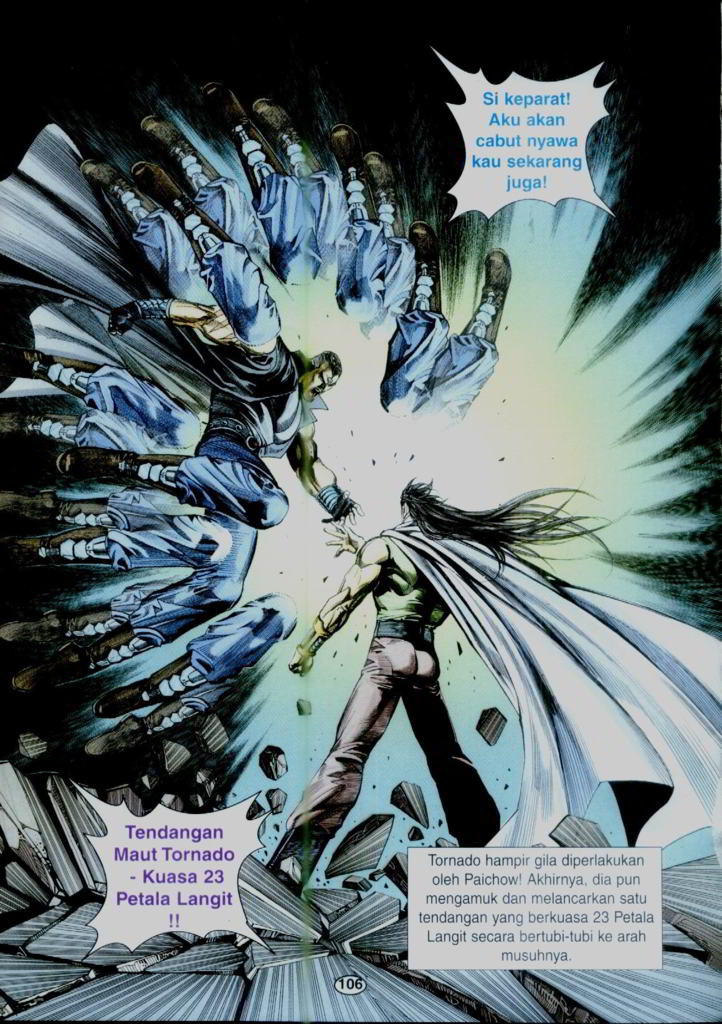 Si keparat!
Aku akan
cabut nyawa
kau sekarang
juga!
Tendangan
Maut Tornado
- Kuasa 23
Petala Langit
!!
Tornado hampir gila diperlakukan
oleh Paichow! Akhirnya, dia pun
mengamuk dan melancarkan satu
tendangan yang berkuasa 23 Petala
Langit secara bertubi-tubi ke arah
musuhnya.
106